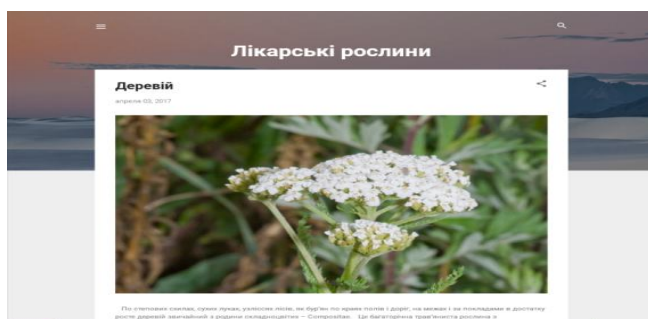 Лікарські рослини
Деревій
апреля 03, 2017
По степових схилах, сухих луках, узліссях лісів, як бур'ян по краях полів і доріг, на межах і за покладами в достатку
росте деревій звичайний з родини складноцвітих – Compositae. Це багаторічна трав'яниста рослина з